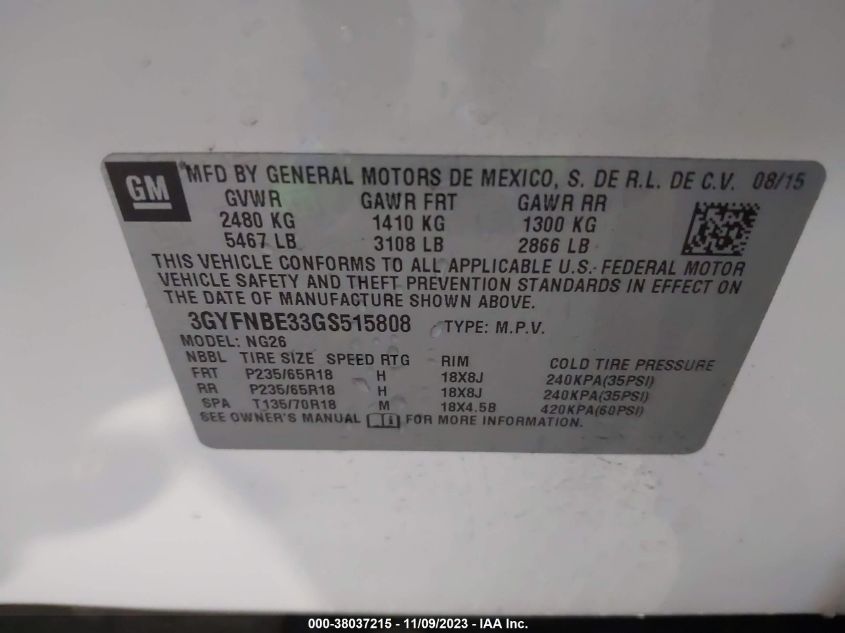 GM
MFD BY GENERAL MOTORS DE MEXICO, S. DE R.L. DE C.V. 08/15
GVWR GAWR FRT GAWR RR
2480 KG 1410 KG 1300 KG
5467 LB 3108 LB 2866 LB
THIS VEHICLE CONFORMS TO ALL APPLICABLE U.S. FEDERAL MOTOR
VEHICLE SAFETY AND THEFT PREVENTION STANDARDS IN EFFECT ON
THE DATE OF MANUFACTURE SHOWN ABOVE.
3GYFNBE33GS515808 TYPE: M.P.V.
MODEL: NG26
NBBL TIRE SIZE SPEED RTG RIM COLD TIRE PRESSURE
FRT P235/65R18 H 18X8J 240KPA(35PSI)
RR P235/65R18 H 18X8J 240KPA(35PSI)
SPA T135/70R18 M 18X4.5B 420KPA(60PSI)
SEE OWNER'S MANUAL FOR MORE INFORMATION.
000-38037215 - 11/09/2023 - IAA Inc.